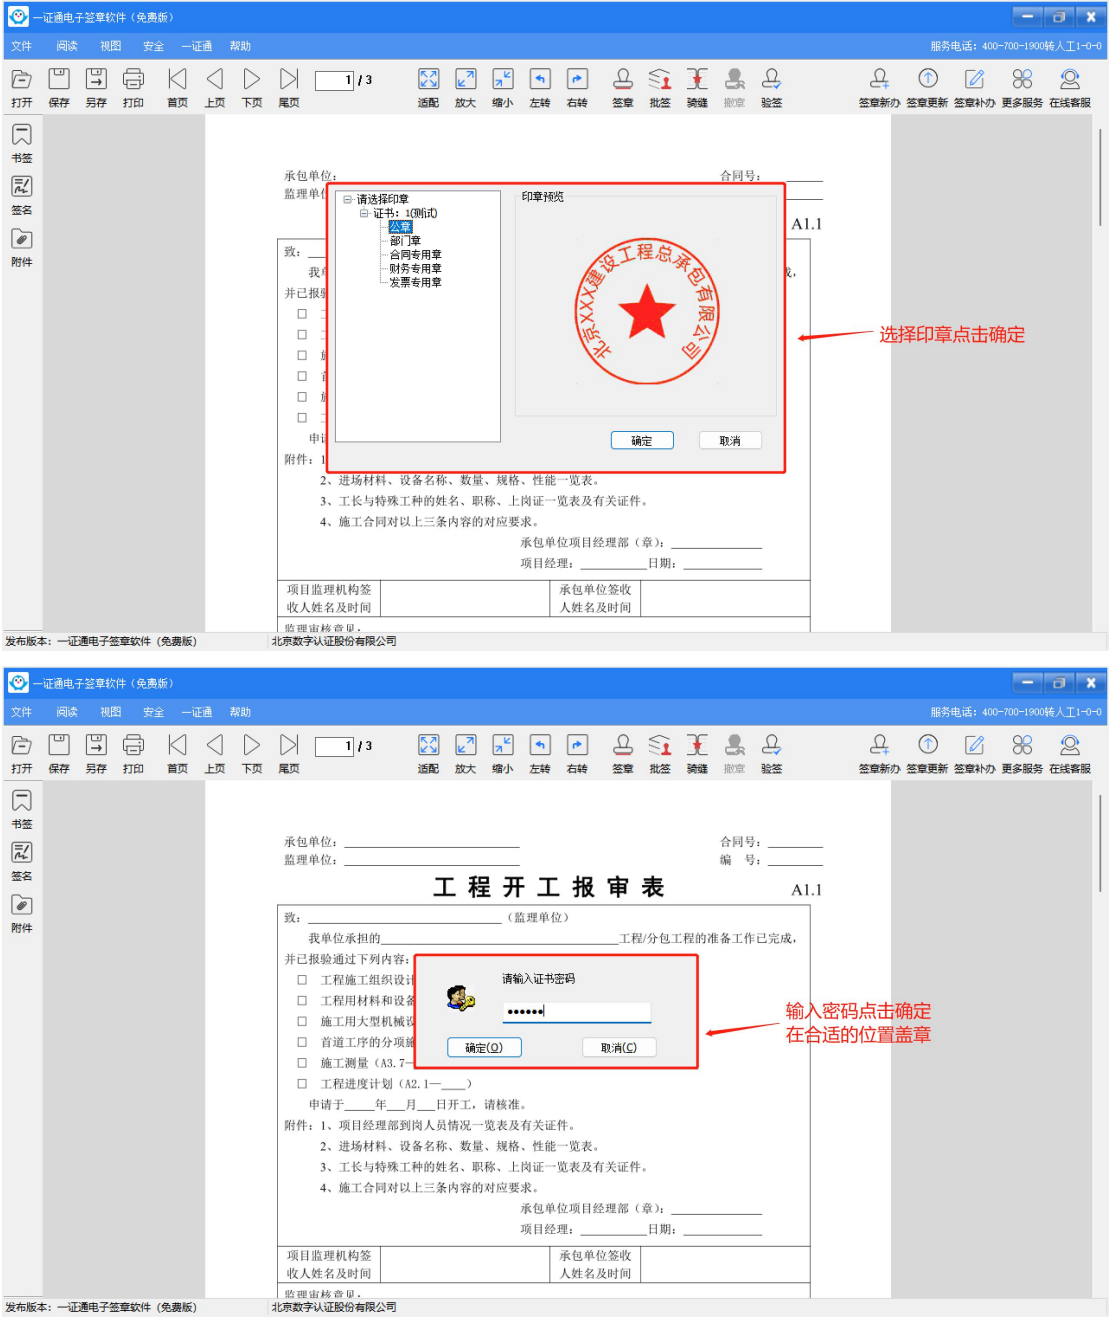 一证通电子签章软件（免费版）
文件 阅读 视图 安全 一证通 帮助 服务电话：400-700-1900转人工1-0-0
打开 保存 另存 打印 首页 上页 下页 尾页 1 / 3 适配 放大 缩小 左转 右转 签章 批签 骑缝 撤章 验签 签章新办 签章更新 签章补办 更多服务 在线客服
书签
签名
附件
承包单位：
合同号：
监理单
A1.1
请选择印章
证书：1(测试)
公章
部门章
合同专用章
财务专用章
发票专用章
印章预览
北京XXX建设工程总承包有限公司
确定 取消
选择印章点击确定
致：
我
并已报
申
附件：1
2、进场材料、设备名称、数量、规格、性能一览表。
3、工长与特殊工种的姓名、职称、上岗证一览表及有关证件。
4、施工合同对以上三条内容的对应要求。
承包单位项目经理部（章）：
项目经理： 日期：
项目监理机构签收人姓名及时间
承包单位签收人姓名及时间
监理审核意见：
发布版本：一证通电子签章软件（免费版） 北京数字认证股份有限公司
一证通电子签章软件（免费版）
文件 阅读 视图 安全 一证通 帮助 服务电话：400-700-1900转人工1-0-0
打开 保存 另存 打印 首页 上页 下页 尾页 1 / 3 适配 放大 缩小 左转 右转 签章 批签 骑缝 撤章 验签 签章新办 签章更新 签章补办 更多服务 在线客服
书签
签名
附件
承包单位： 合同号：
监理单位： 编 号：
工程开工报审表 A1.1
致： （监理单位）
我单位承担的 工程/分包工程的准备工作已完成，
并已报验通过下列内容：
□ 工程施工组织设计
□ 工程用材料和设备
□ 施工用大型机械设
□ 首道工序的分项施
□ 施工测量（A3.7—
□ 工程进度计划（A2.1—____）
申请于____年___月___日开工，请核准。
附件：1、项目经理部到岗人员情况一览表及有关证件。
2、进场材料、设备名称、数量、规格、性能一览表。
3、工长与特殊工种的姓名、职称、上岗证一览表及有关证件。
4、施工合同对以上三条内容的对应要求。
承包单位项目经理部（章）：
项目经理： 日期：
项目监理机构签收人姓名及时间
承包单位签收人姓名及时间
监理审核意见：
请输入证书密码
●●●●●●
确定(O) 取消(C)
输入密码点击确定
在合适的位置盖章
发布版本：一证通电子签章软件（免费版） 北京数字认证股份有限公司